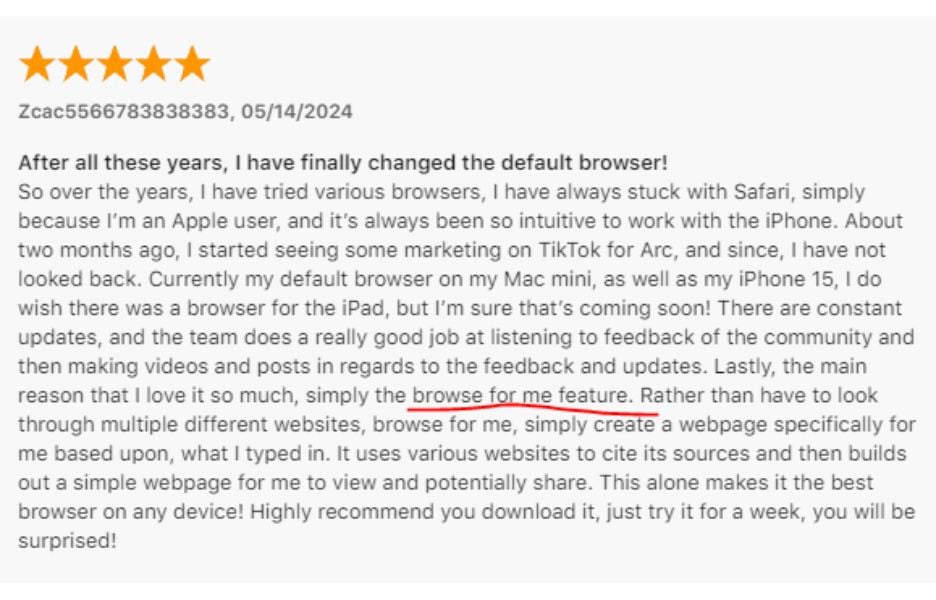 Zcac5566783838383, 05/14/2024
After all these years, I have finally changed the default browser!
So over the years, I have tried various browsers, I have always stuck with Safari, simply
because I'm an Apple user, and it's always been so intuitive to work with the iPhone. About
two months ago, I started seeing some marketing on TikTok for Arc, and since, I have not
looked back. Currently my default browser on my Mac mini, as well as my iPhone 15, I do
wish there was a browser for the iPad, but I'm sure that's coming soon! There are constant
updates, and the team does a really good job at listening to feedback of the community and
then making videos and posts in regards to the feedback and updates. Lastly, the main
reason that I love it so much, simply the browse for me feature. Rather than have to look
through multiple different websites, browse for me, simply create a webpage specifically for
me based upon, what I typed in. It uses various websites to cite its sources and then builds
out a simple webpage for me to view and potentially share. This alone makes it the best
browser on any device! Highly recommend you download it, just try it for a week, you will be
surprised!